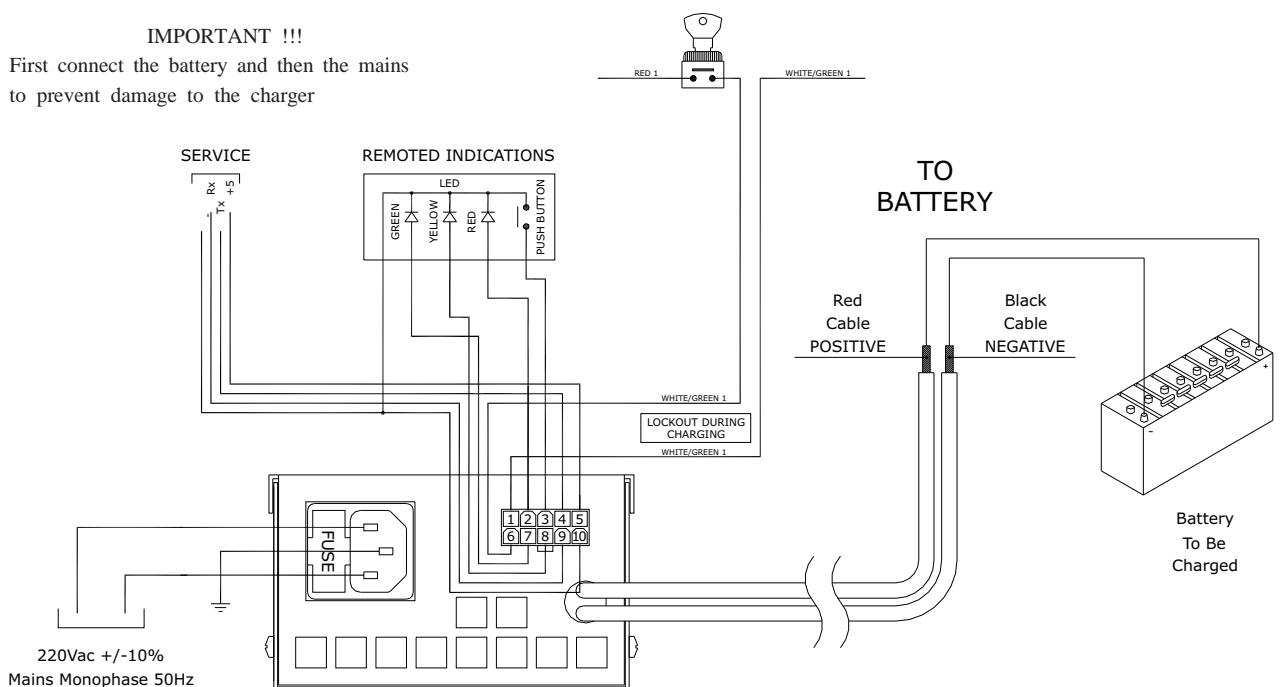 IMPORTANT !!!
First connect the battery and then the mains
to prevent damage to the charger
RED 1
WHITE/GREEN 1
SERVICE
-
Rx
Tx
+5
REMOTED INDICATIONS
LED
GREEN
YELLOW
RED
PUSH BUTTON
TO
BATTERY
Red
Cable
POSITIVE
Black
Cable
NEGATIVE
WHITE/GREEN 1
LOCKOUT DURING
CHARGING
WHITE/GREEN 1
+
-
FUSE
1 2 3 4 5
6 7 8 9 10
Battery
To Be
Charged
220Vac +/-10%
Mains Monophase 50Hz